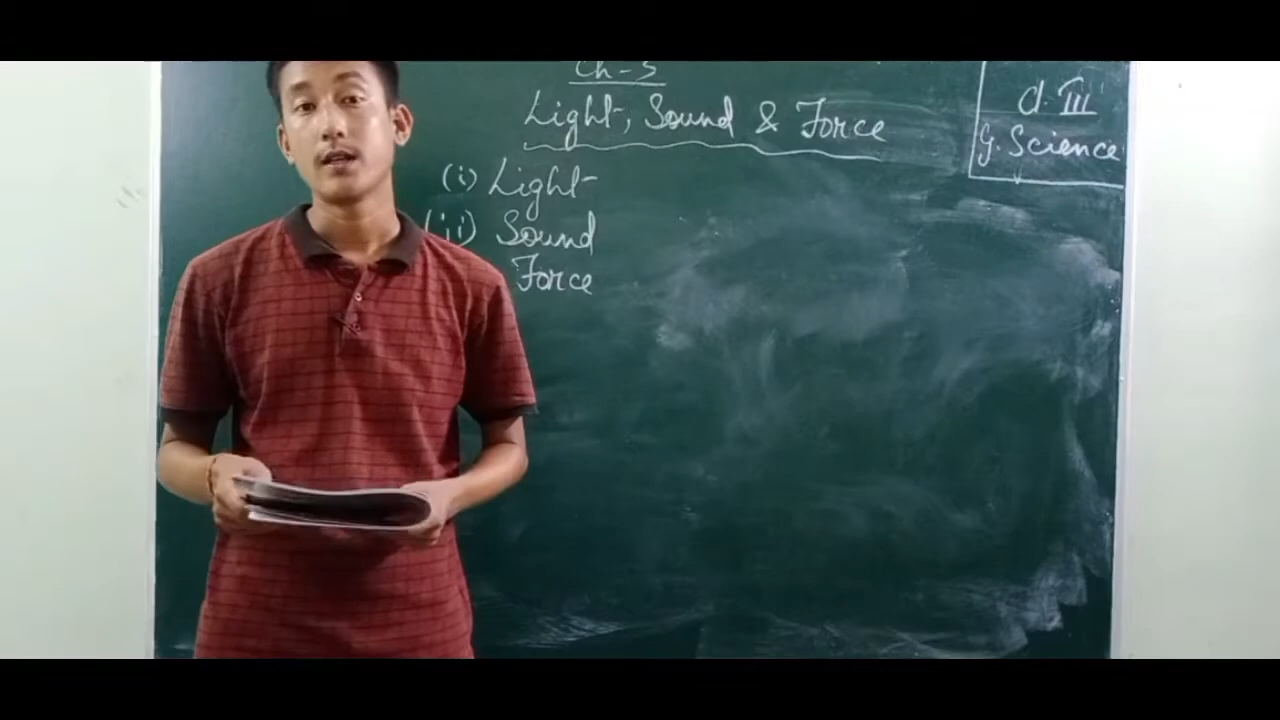 Ch-5
Light, Sound & Force
Cl. III
G. Science
(i) Light
(ii) Sound
Force